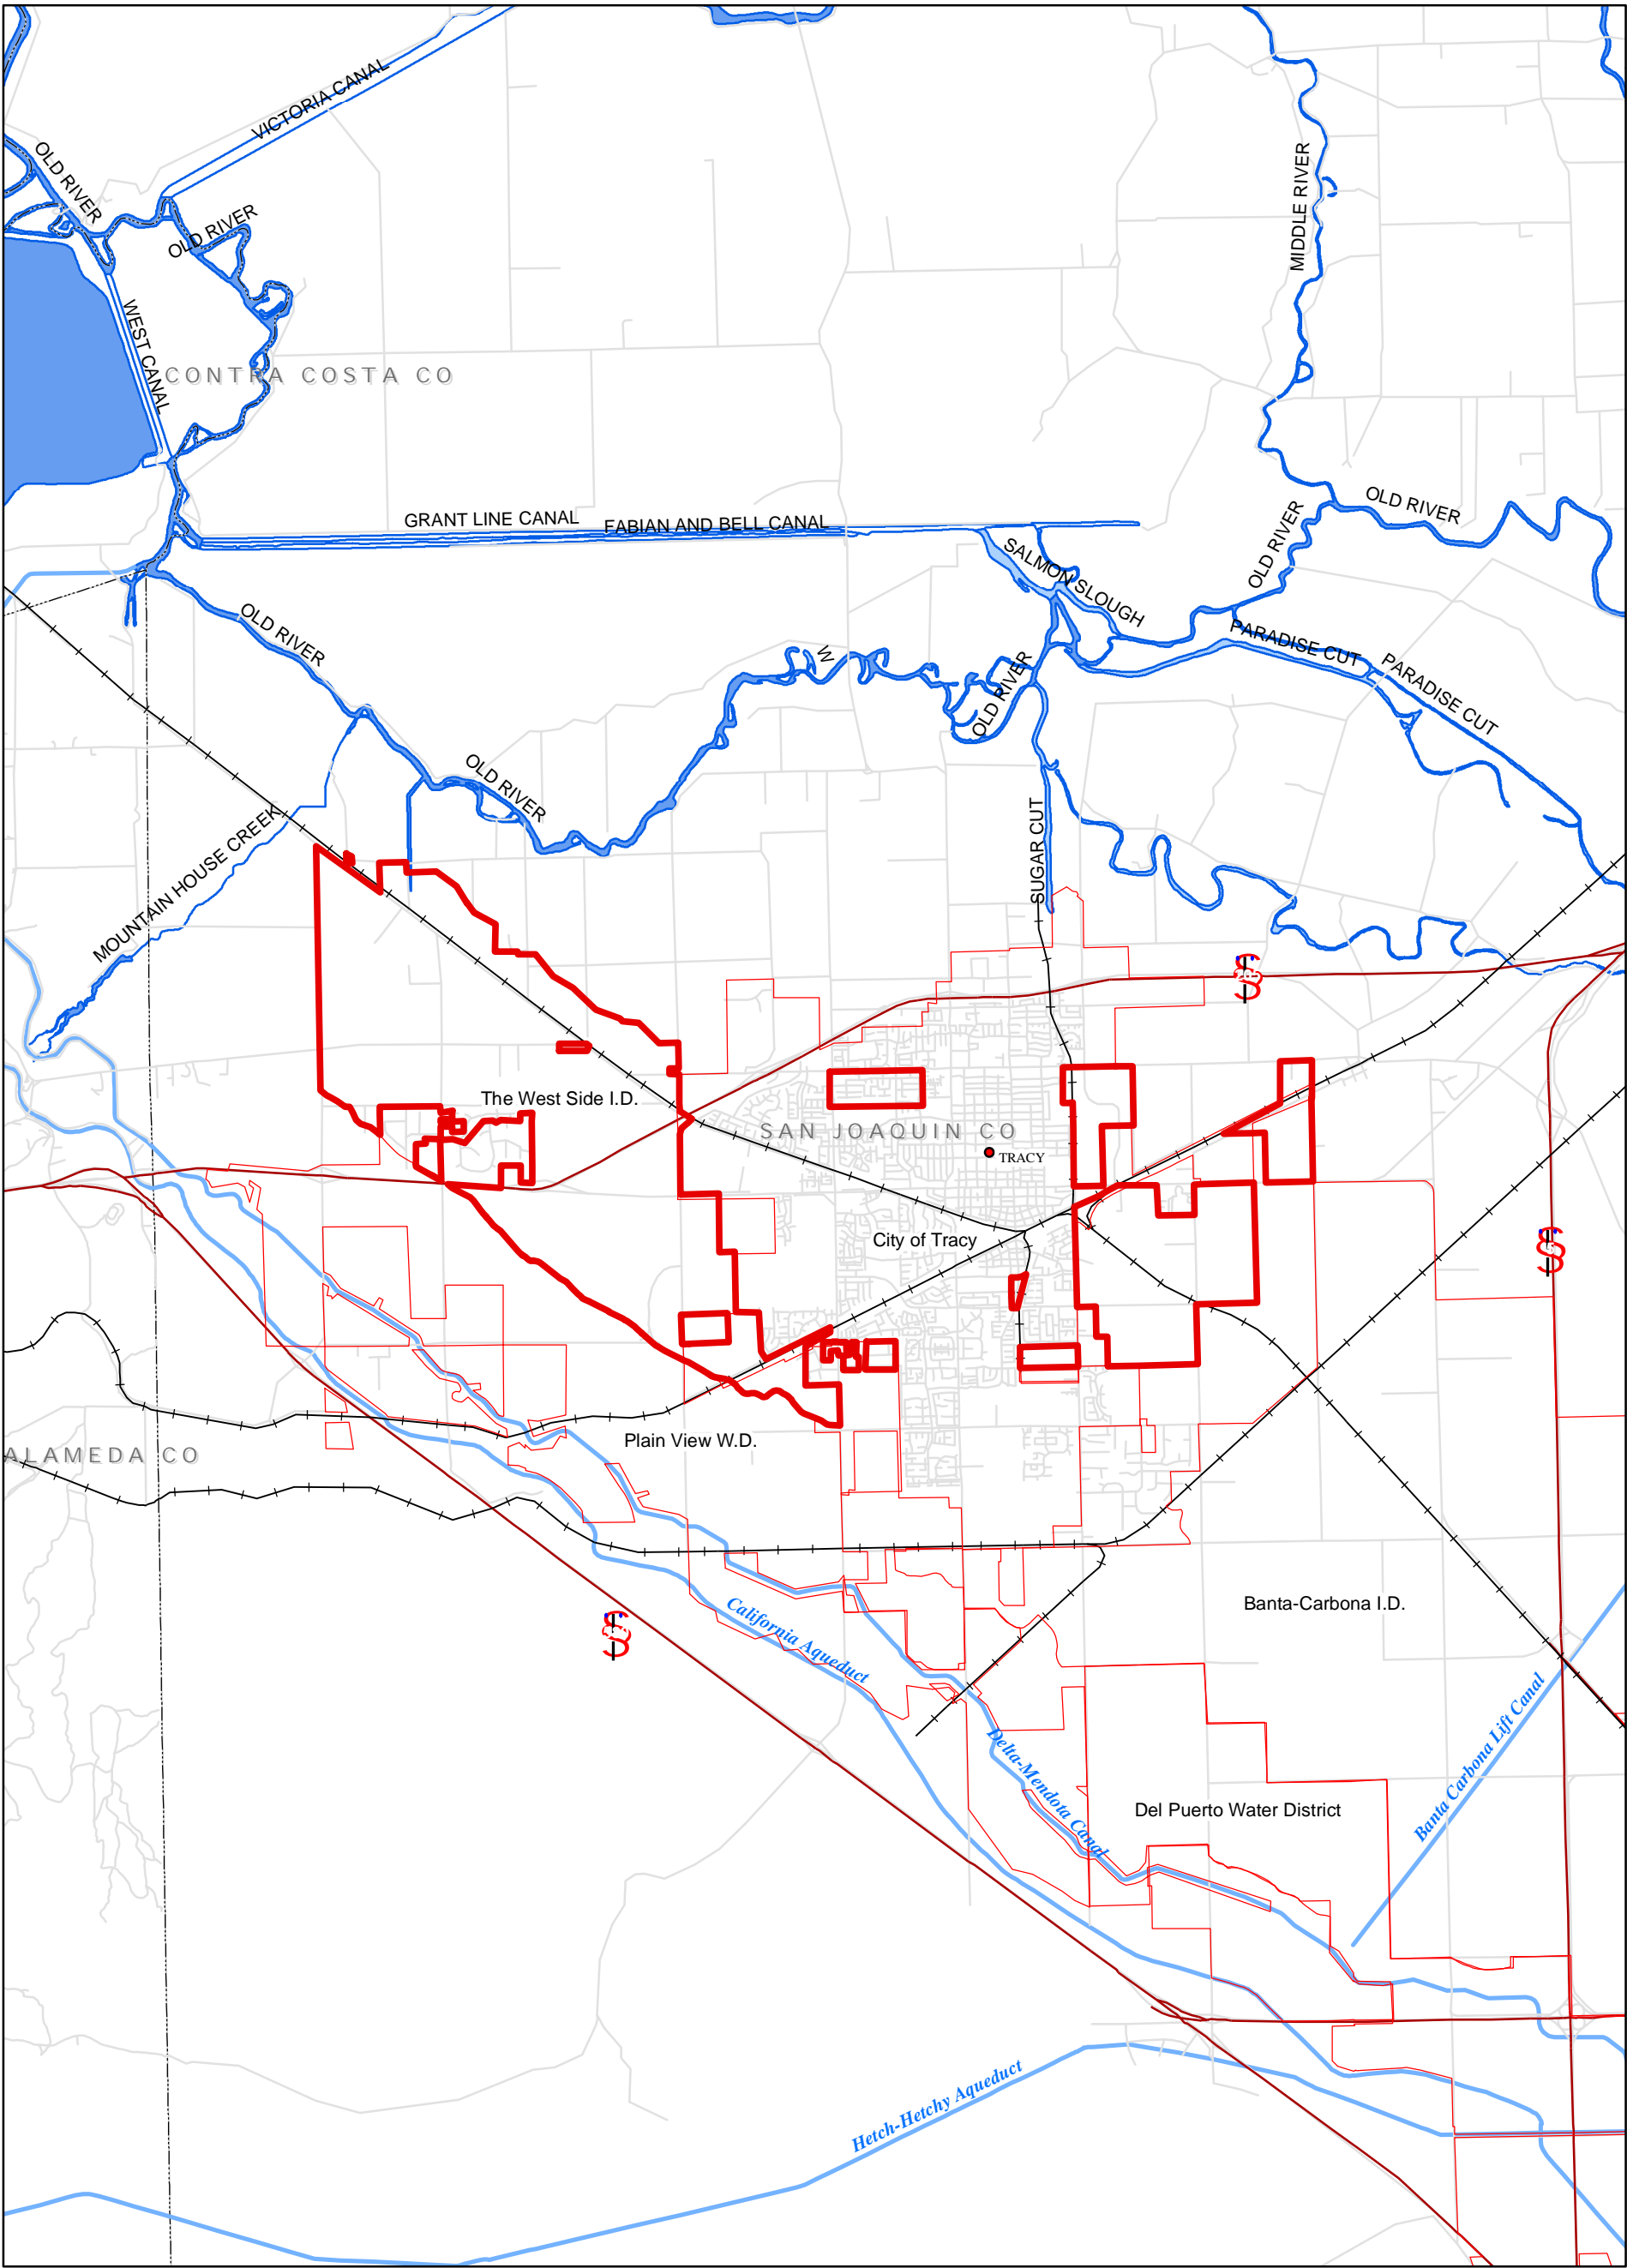 VICTORIA CANAL
OLD RIVER
OLD RIVER
MIDDLE RIVER
WEST CANAL
CONTRA COSTA CO
OLD RIVER
GRANT LINE CANAL
FABIAN AND BELL CANAL
OLD RIVER
SALMON SLOUGH
OLD RIVER
PARADISE CUT
W
OLD RIVER
PARADISE CUT
OLD RIVER
SUGAR CUT
MOUNTAIN HOUSE CREEK
205
The West Side I.D.
SAN JOAQUIN CO
TRACY
City of Tracy
Plain View W.D.
ALAMEDA CO
California Aqueduct
Banta-Carbona I.D.
Delta-Mendota Canal
Banta Carbona Lift Canal
Del Puerto Water District
Hetch-Hetchy Aqueduct